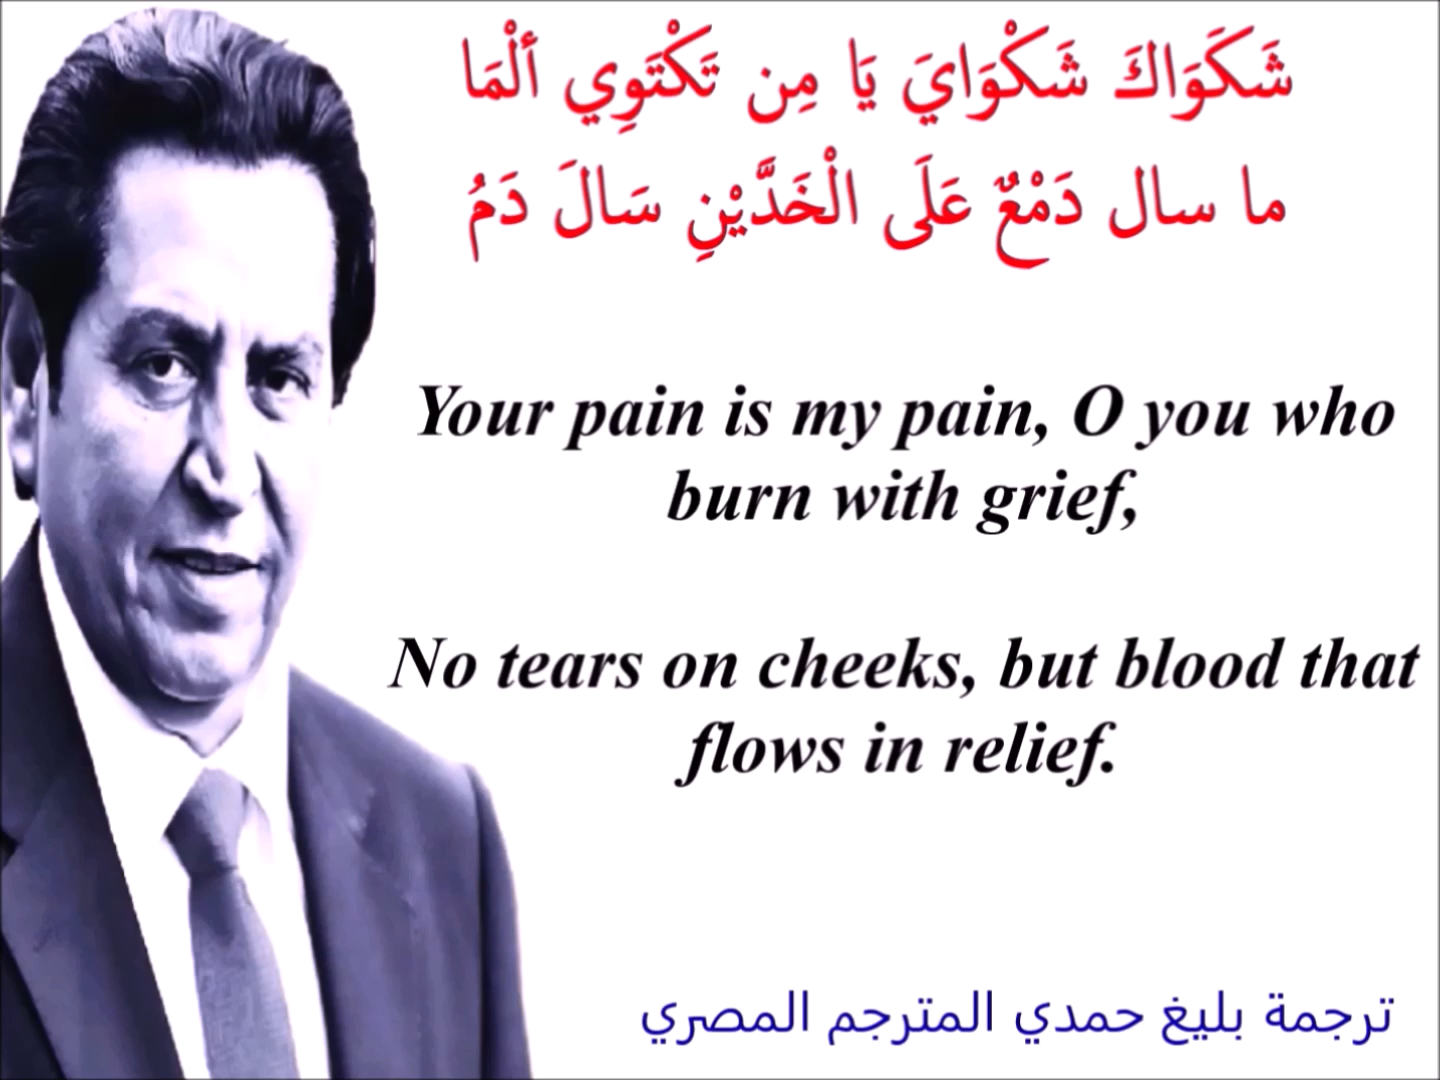 شَكَوَاكَ شَكْوَايَ يَا مِن تَكْتَوِي ألْمَا
ما سال دَمْعٌ عَلَى الْخَدَّيْنِ سَالَ دَمُ
Your pain is my pain, O you who
burn with grief,
No tears on cheeks, but blood that
flows in relief.
ترجمة بليغ حمدي المترجم المصري